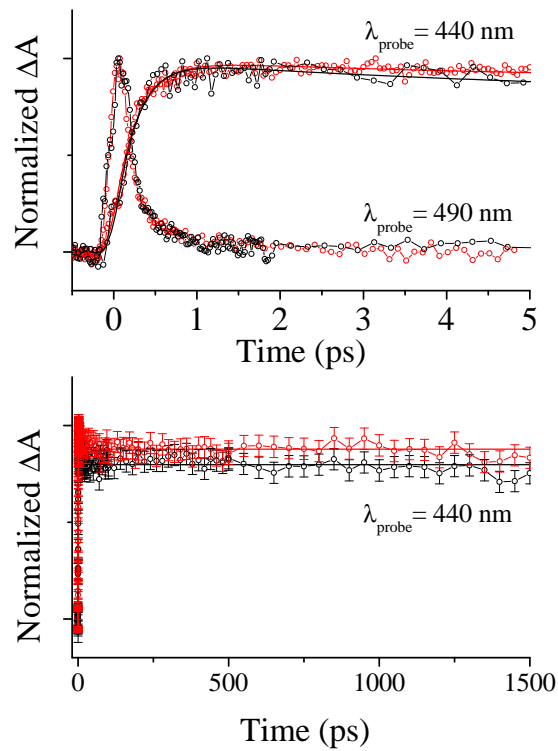 λprobe= 440 nm
Normalized ΔA
λprobe= 490 nm
0 1 2 3 4 5
Time (ps)
Normalized ΔA
λprobe= 440 nm
0 500 1000 1500
Time (ps)